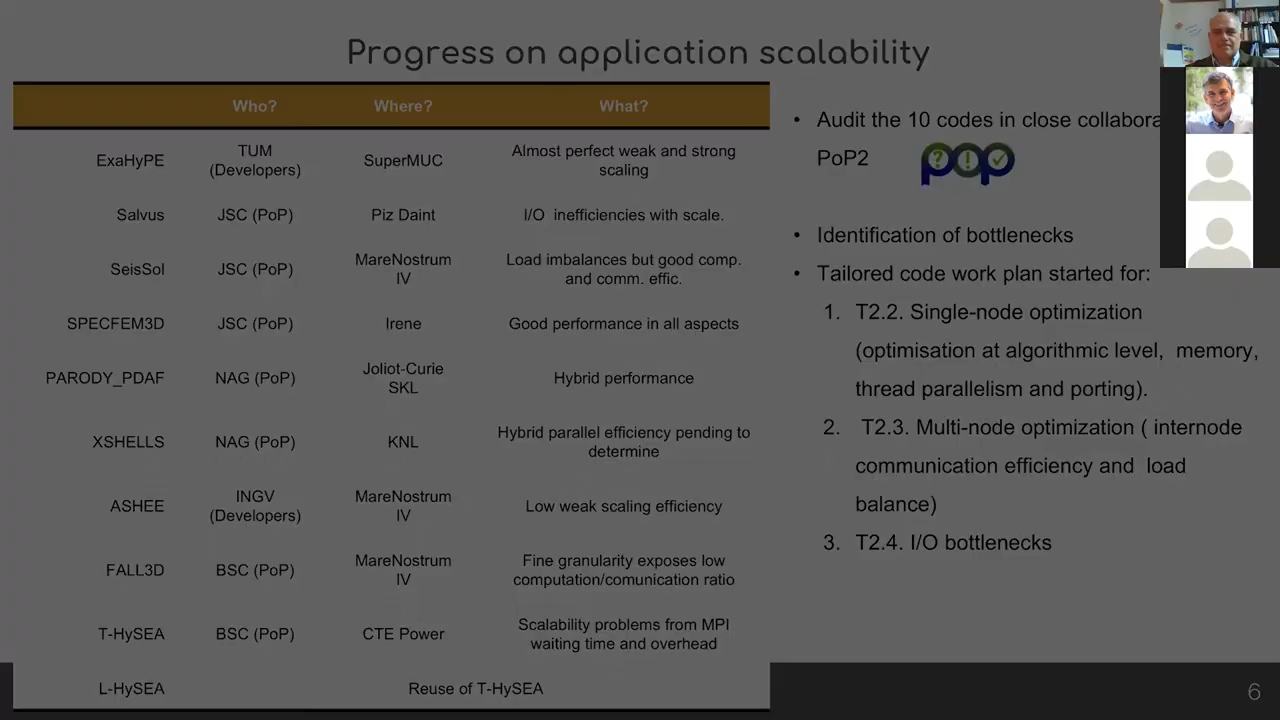 Progress on application scalability
Who? Where? What?
ExaHyPE TUM (Developers) SuperMUC Almost perfect weak and strong scaling
Salvus JSC (PoP) Piz Daint I/O inefficiencies with scale.
SeisSol JSC (PoP) MareNostrum IV Load imbalances but good comp. and comm. effic.
SPECFEM3D JSC (PoP) Irene Good performance in all aspects
PARODY_PDAF NAG (PoP) Joliot-Curie SKL Hybrid performance
XSHELLS NAG (PoP) KNL Hybrid parallel efficiency pending to determine
ASHEE INGV (Developers) MareNostrum IV Low weak scaling efficiency
FALL3D BSC (PoP) MareNostrum IV Fine granularity exposes low computation/comunication ratio
T-HySEA BSC (PoP) CTE Power Scalability problems from MPI waiting time and overhead
L-HySEA Reuse of T-HySEA
• Audit the 10 codes in close collabora
PoP2 pop
• Identification of bottlenecks
• Tailored code work plan started for:
1. T2.2. Single-node optimization
(optimisation at algorithmic level, memory,
thread parallelism and porting).
2. T2.3. Multi-node optimization ( internode
communication efficiency and load
balance)
3. T2.4. I/O bottlenecks
6